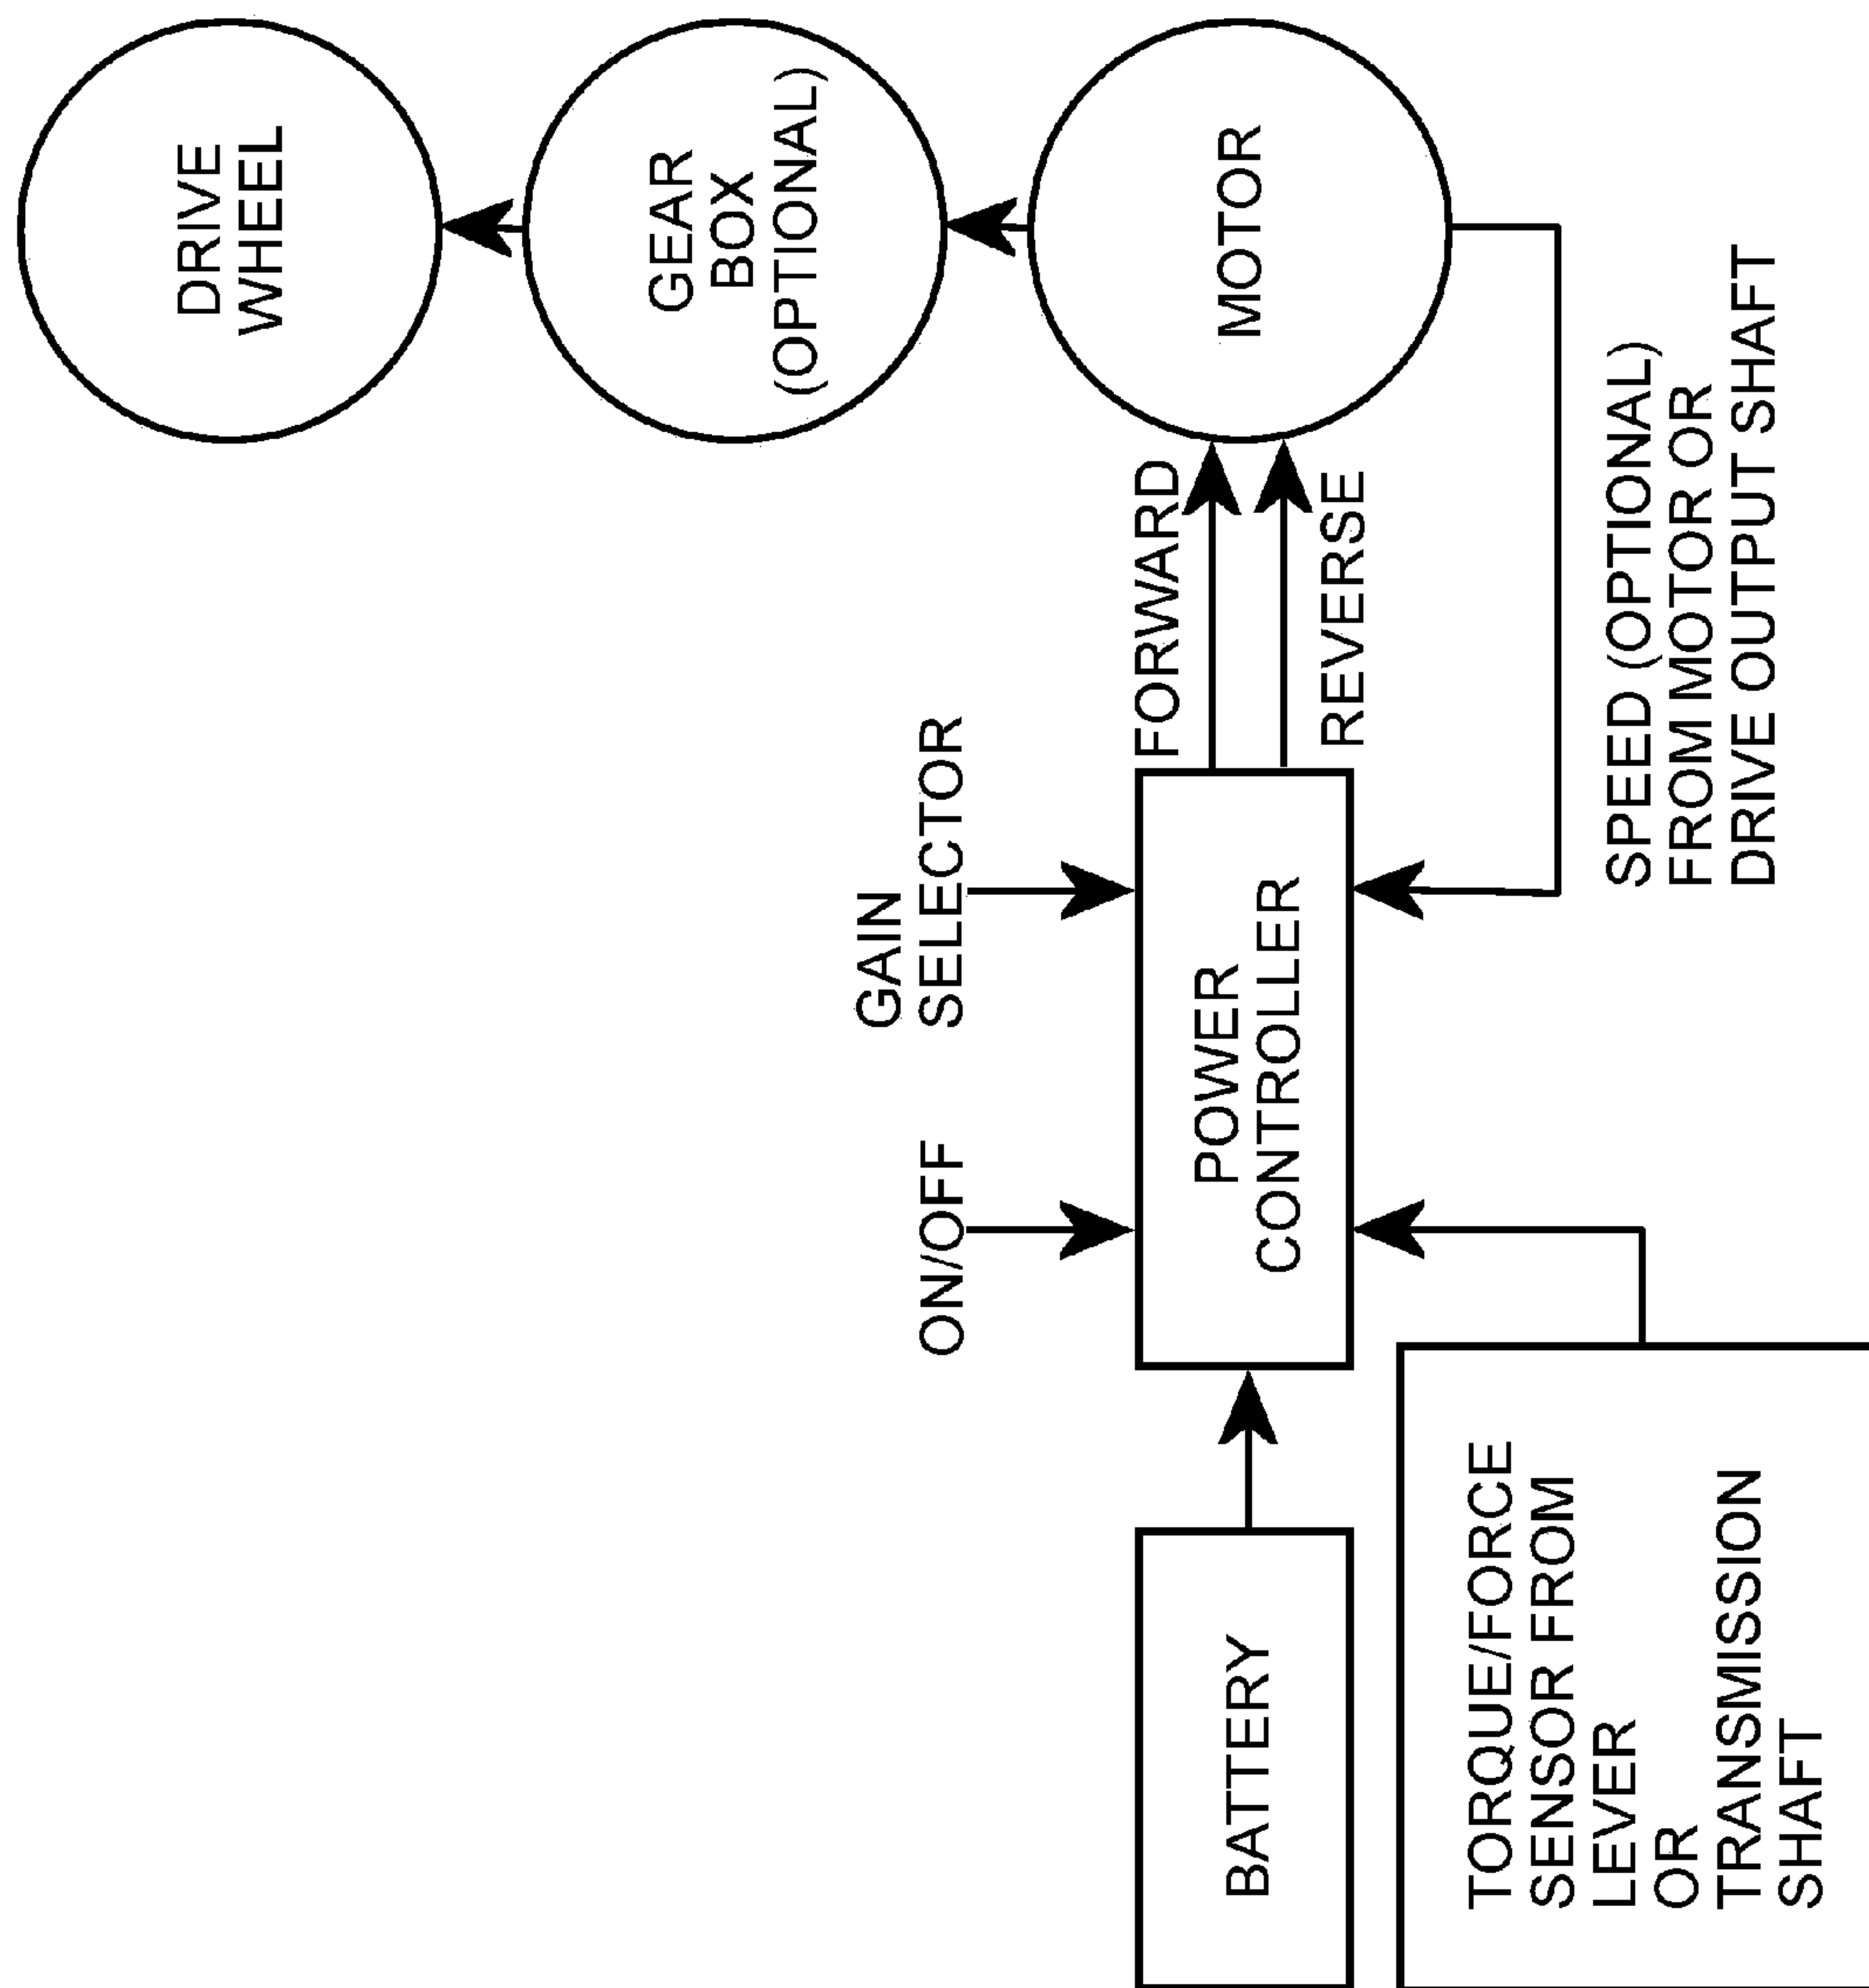 DRIVE
WHEEL
GEAR
BOX
(OPTIONAL)
MOTOR
FORWARD
REVERSE
GAIN
SELECTOR
ON/OFF
POWER
CONTROLLER
SPEED (OPTIONAL)
FROM MOTOR OR
DRIVE OUTPUT SHAFT
BATTERY
TORQUE/FORCE
SENSOR FROM
LEVER
OR
TRANSMISSION
SHAFT